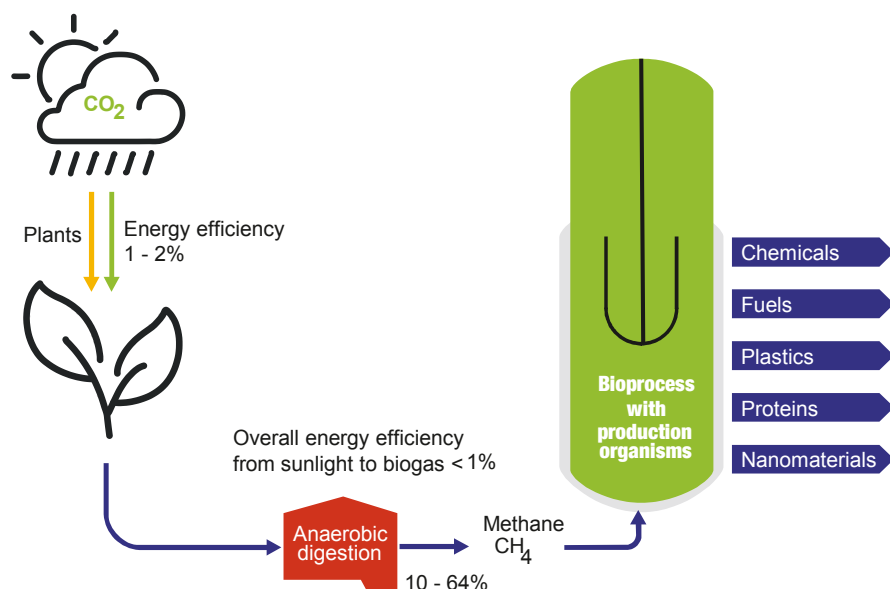 CO2
Plants
Energy efficiency
1 - 2%
Overall energy efficiency
from sunlight to biogas <1%
Anaerobic
digestion
10 - 64%
Methane
CH4
Bioprocess
with
production
organisms
Chemicals
Fuels
Plastics
Proteins
Nanomaterials